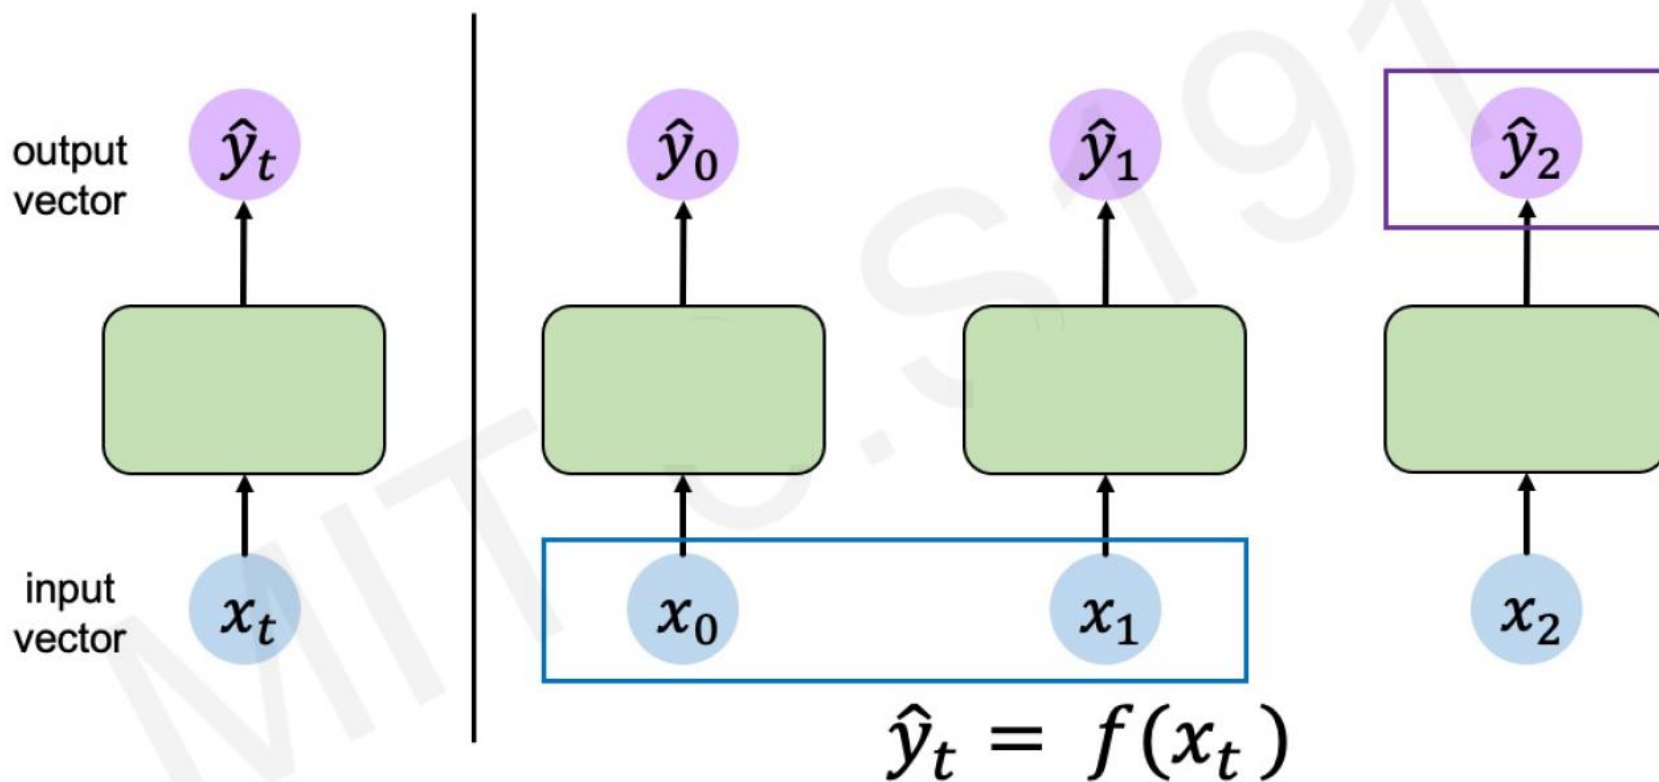 output
vector
ŷₜ
ŷ₀
ŷ₁
ŷ₂
input
vector
xₜ
x₀
x₁
x₂
ŷₜ = f(xₜ)
MIT 6.S191